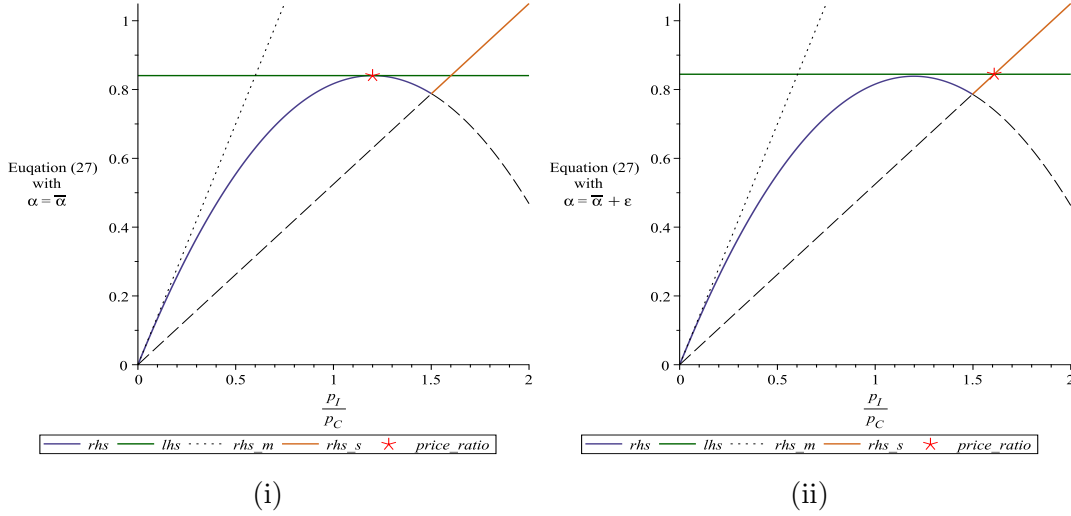 1
0.8
Euqation (27)
with
α = α̅
0.6
0.4
0.2
0
0 0.5 1 1.5 2
p_I
p_C
rhs lhs rhs_m rhs_s price_ratio
(i)
1
0.8
Equation (27)
with
α = α̅ + ε
0.6
0.4
0.2
0
0 0.5 1 1.5 2
p_I
p_C
rhs lhs rhs_m rhs_s price_ratio
(ii)